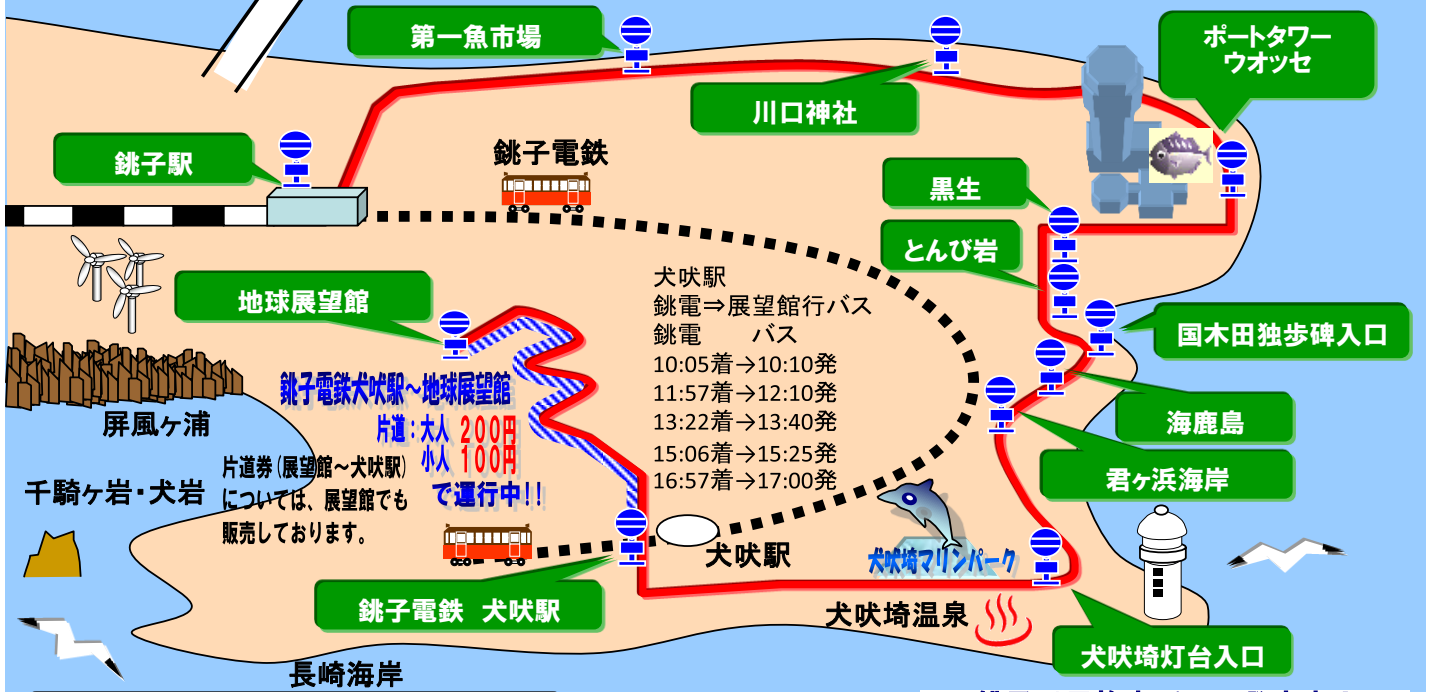 第一魚市場
ポートタワー
ウオッセ
川口神社
銚子駅
銚子電鉄
黒生
とんび岩
地球展望館
犬吠駅
銚電⇒展望館行バス
銚電　　バス
10:05着→10:10発
11:57着→12:10発
13:22着→13:40発
15:06着→15:25発
16:57着→17:00発
国木田独歩碑入口
銚子電鉄犬吠駅～地球展望館
片道：大人 200円
小人 100円
で運行中!!
屏風ヶ浦
海鹿島
片道券(展望館～犬吠駅)
については、展望館でも
販売しております。
君ヶ浜海岸
千騎ヶ岩・犬岩
犬吠駅
犬吠埼マリンパーク
銚子電鉄 犬吠駅
犬吠埼温泉
犬吠埼灯台入口
長崎海岸